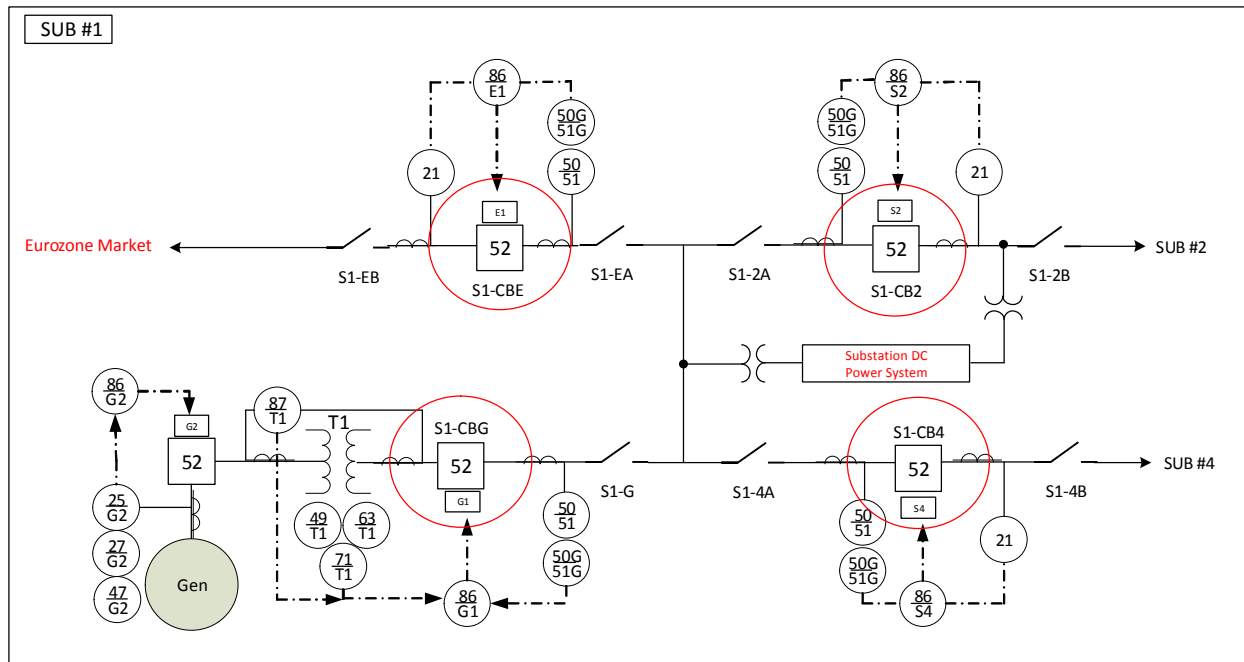 SUB #1
86
E1
50G
51G
50
51
21
E1
52
S1-CBE
Eurozone Market
S1-EB
S1-EA
86
S2
50G
51G
50
51
21
S2
52
S1-CB2
S1-2A
S1-2B
SUB #2
Substation DC
Power System
86
G2
G2
52
25
G2
27
G2
47
G2
Gen
87
T1
T1
49
T1
63
T1
71
T1
S1-CBG
52
G1
86
G1
50
51
50G
51G
S1-G
S1-4A
S1-CB4
52
S4
50
51
50G
51G
86
S4
21
S1-4B
SUB #4